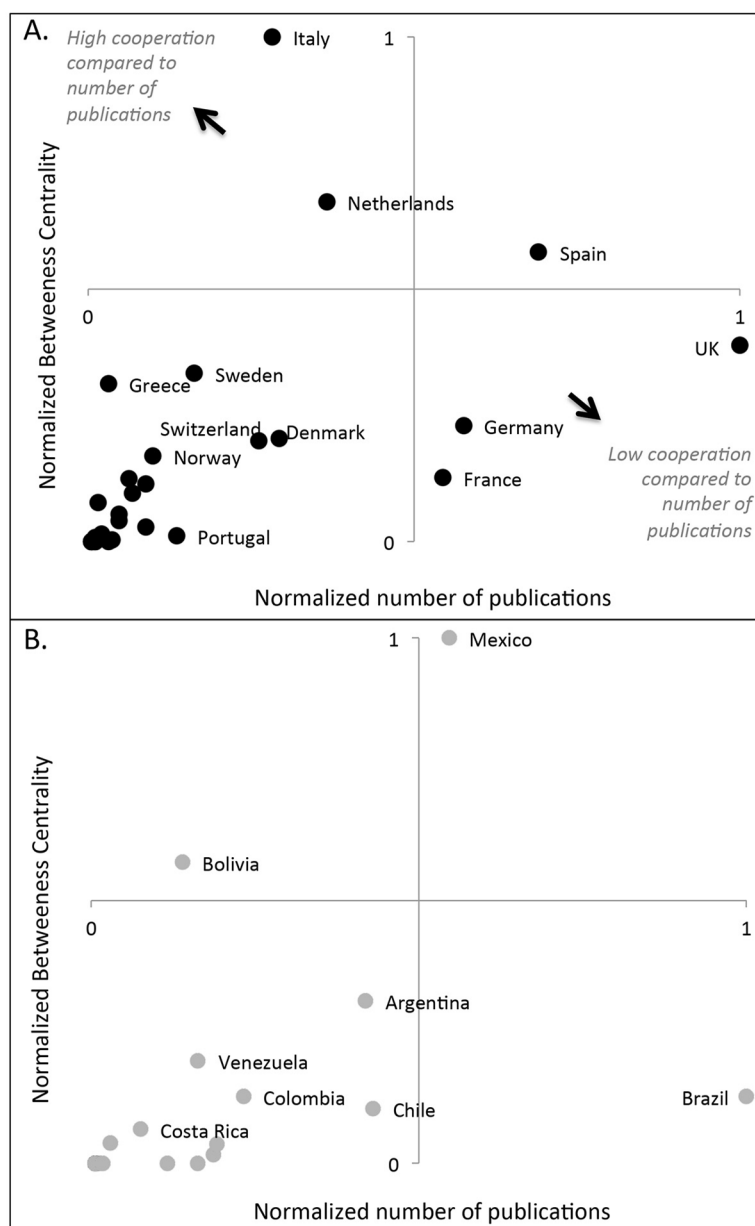 A.
High cooperation
compared to
number of
publications
Italy
1
Netherlands
Spain
0
1
UK
Greece
Sweden
Switzerland
Denmark
Norway
Germany
France
Low cooperation
compared to
number of
publications
Portugal
0
Normalized Betweeness Centrality
Normalized number of publications
B.
1
Mexico
Bolivia
0
1
Argentina
Venezuela
Colombia
Chile
Brazil
Costa Rica
0
Normalized Betweeness Centrality
Normalized number of publications